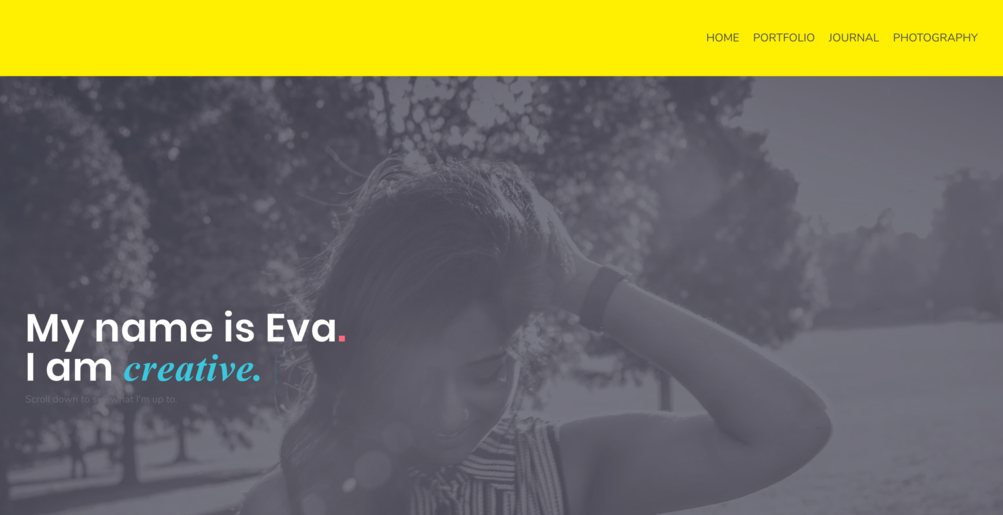 HOME PORTFOLIO JOURNAL PHOTOGRAPHY
My name is Eva.
I am creative.
Scroll down to see what I'm up to.